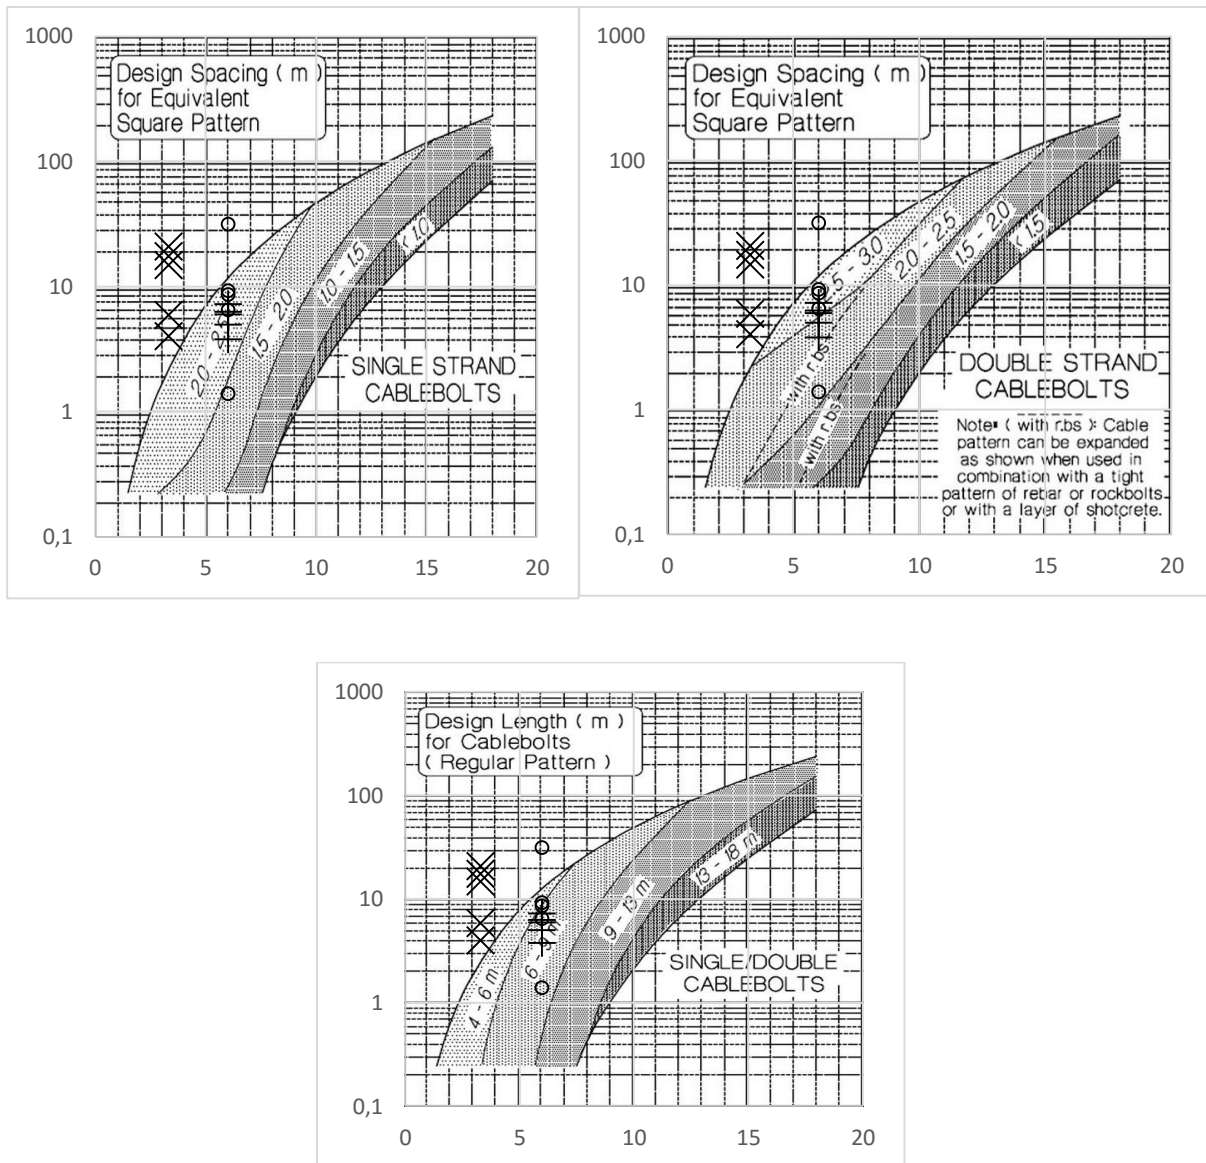 1000
100
10
1
0,1
0
5
10
15
20
Design Spacing ( m )
for Equivalent
Square Pattern
2.0 - 2.5
1.5 - 2.0
1.0 - 1.5
< 1.0
SINGLE STRAND
CABLEBOLTS
1000
100
10
1
0,1
0
5
10
15
20
Design Spacing ( m )
for Equivalent
Square Pattern
.5 - 3.0
2.0 - 2.5
1.5 - 2.0
< 1.5
with r.bs
with r.bs
DOUBLE STRAND
CABLEBOLTS
Note: ( with r.bs ): Cable
pattern can be expanded
as shown when used in
combination with a tight
pattern of rebar or rockbolts
or with a layer of shotcrete.
1000
100
10
1
0,1
0
5
10
15
20
Design Length ( m )
for Cablebolts
( Regular Pattern )
4 - 6 m
6 - 9 m
9 - 13 m
13 - 18 m
SINGLE/DOUBLE
CABLEBOLTS